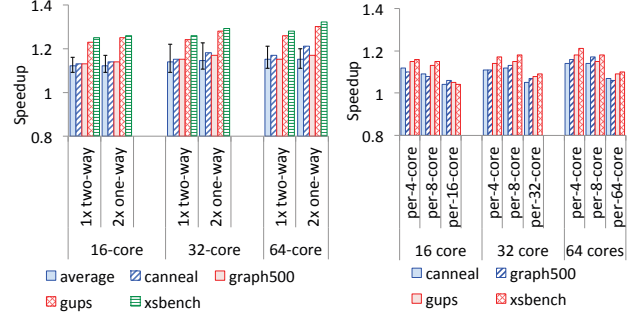 1.4
1.2
1
0.8
Speedup
1x two-way
2x one-way
1x two-way
2x one-way
1x two-way
2x one-way
16-core
32-core
64-core
average
canneal
graph500
gups
xsbench
1.4
1.2
1
0.8
Speedup
per-4-core
per-8-core
per-16-core
per-4-core
per-8-core
per-32-core
per-4-core
per-8-core
per-64-core
16 core
32 core
64 cores
canneal
graph500
gups
xsbench